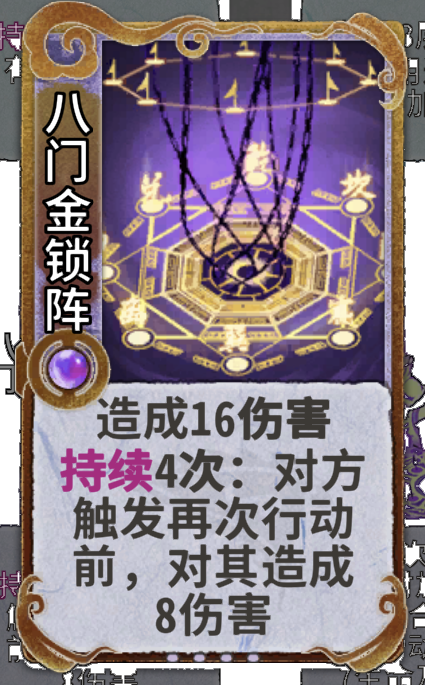 八门金锁阵
造成16伤害
持续4次：对方
触发再次行动
前，对其造成
8伤害